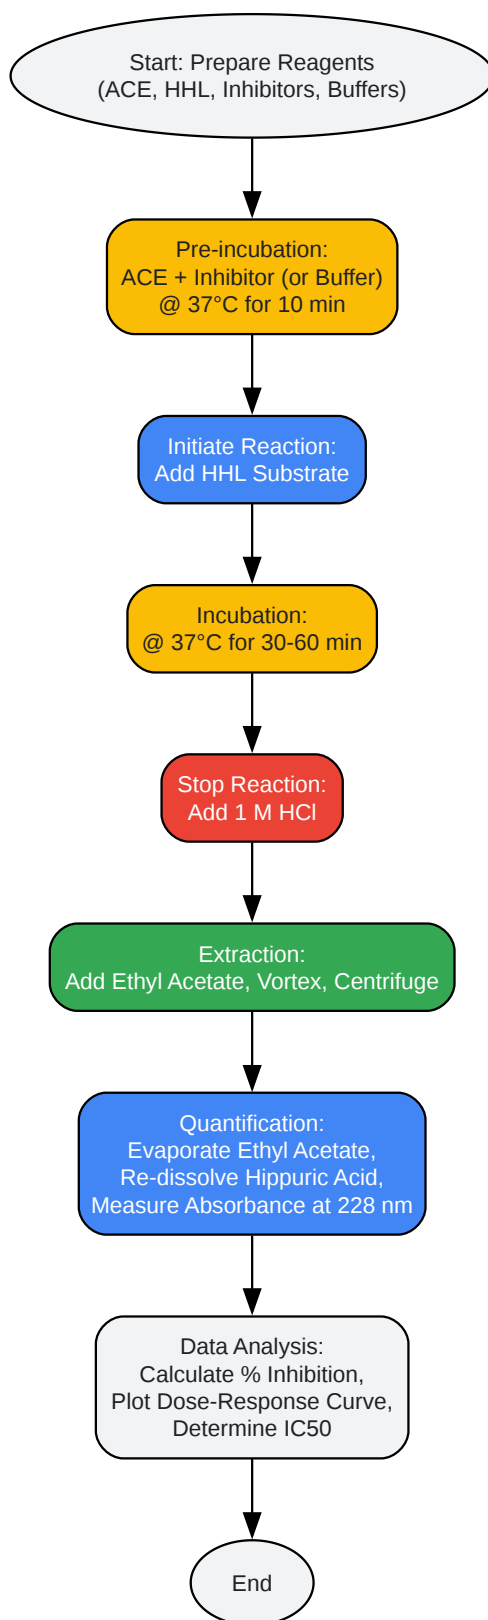 Start: Prepare Reagents
(ACE, HHL, Inhibitors, Buffers)
Pre-incubation:
ACE + Inhibitor (or Buffer)
@ 37°C for 10 min
Initiate Reaction:
Add HHL Substrate
Incubation:
@ 37°C for 30-60 min
Stop Reaction:
Add 1 M HCl
Extraction:
Add Ethyl Acetate, Vortex, Centrifuge
Quantification:
Evaporate Ethyl Acetate,
Re-dissolve Hippuric Acid,
Measure Absorbance at 228 nm
Data Analysis:
Calculate % Inhibition,
Plot Dose-Response Curve,
Determine IC50
End